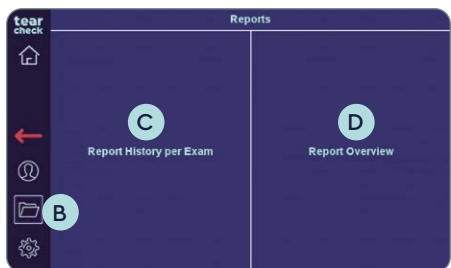 tear
check
Reports
C
D
Report History per Exam
Report Overview
B